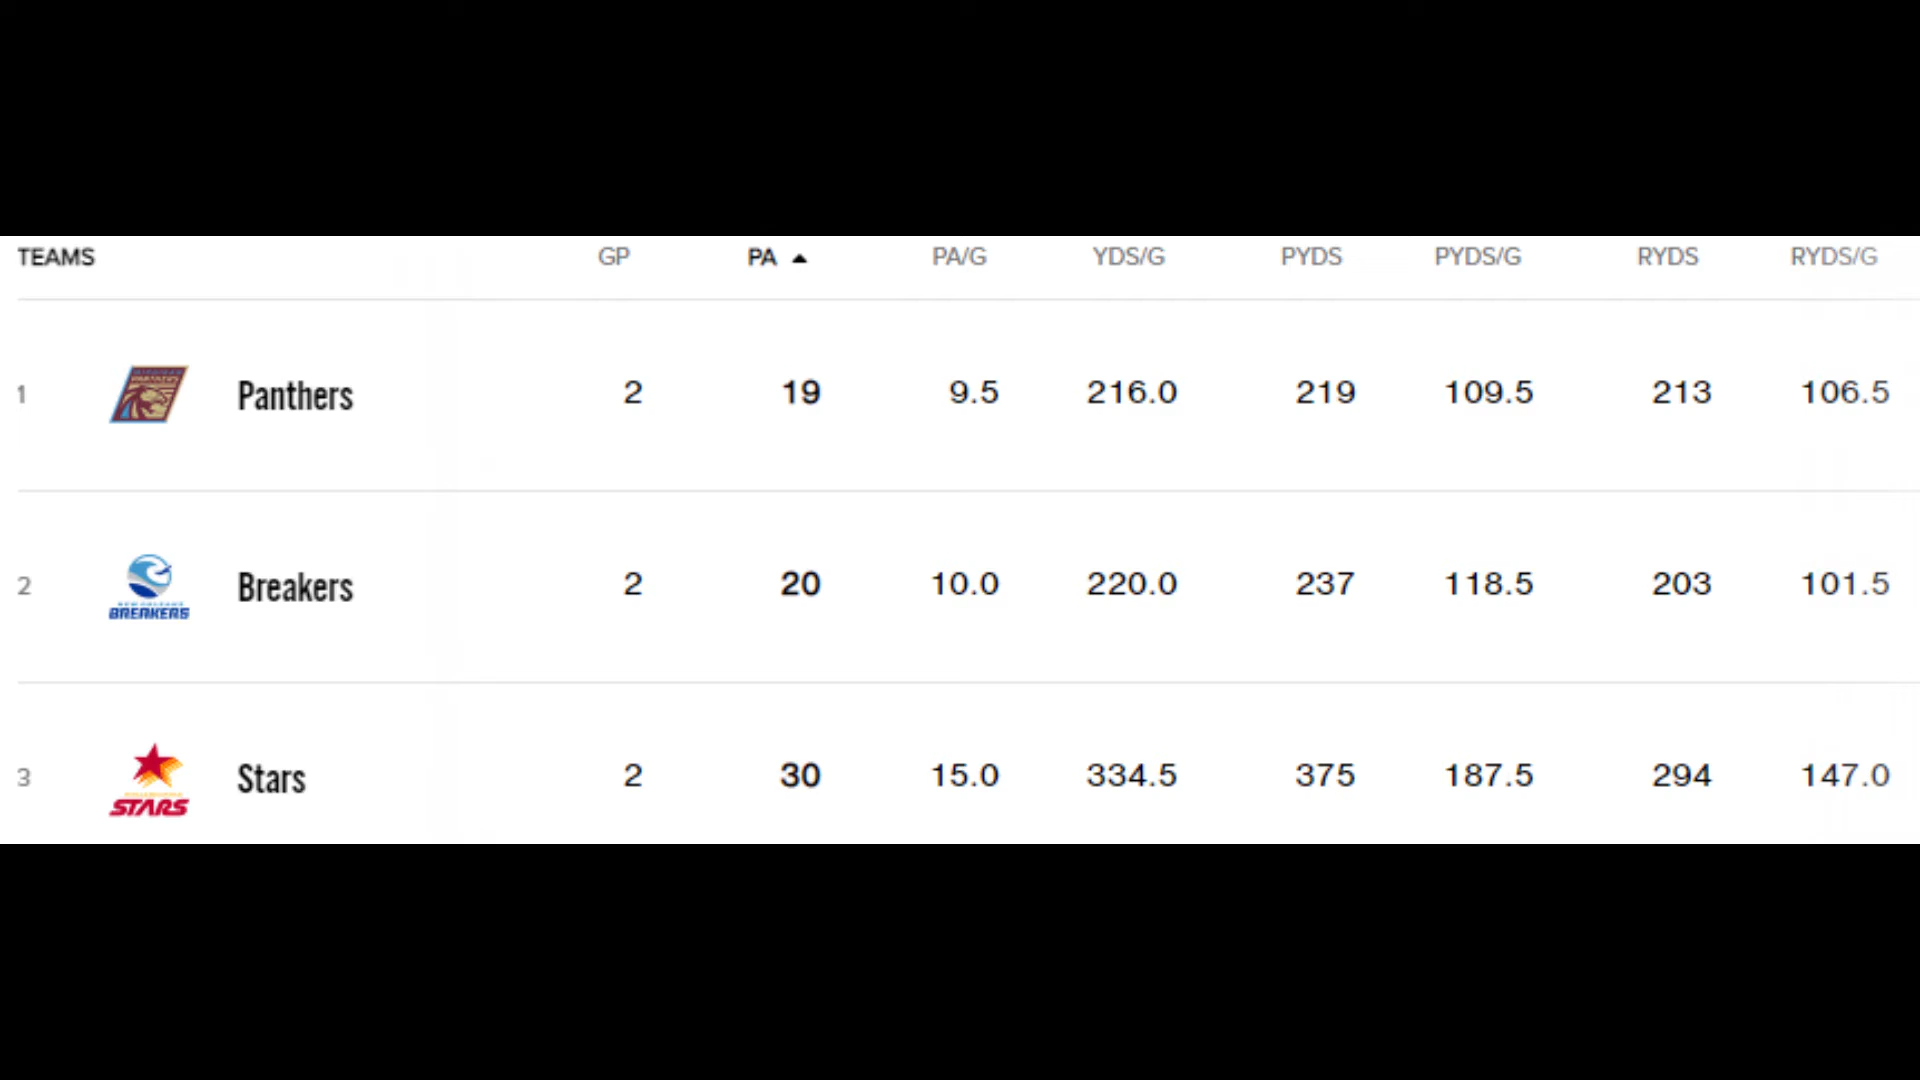 TEAMS GP PA ▲ PA/G YDS/G PYDS PYDS/G RYDS RYDS/G
1 Panthers 2 19 9.5 216.0 219 109.5 213 106.5
2 BREAKERS Breakers 2 20 10.0 220.0 237 118.5 203 101.5
3 STARS Stars 2 30 15.0 334.5 375 187.5 294 147.0